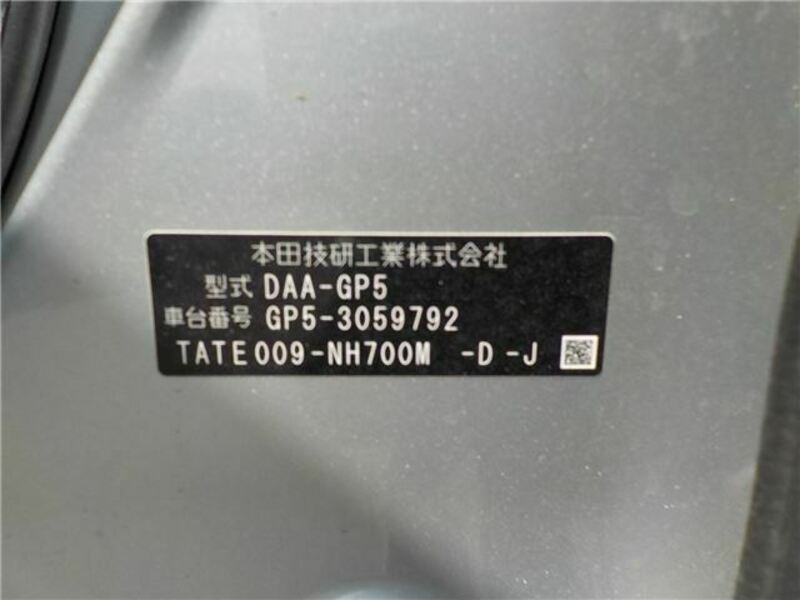 本田技研工業株式会社
型式 DAA-GP5
車台番号 GP5-3059792
TATE009-NH700M -D -J